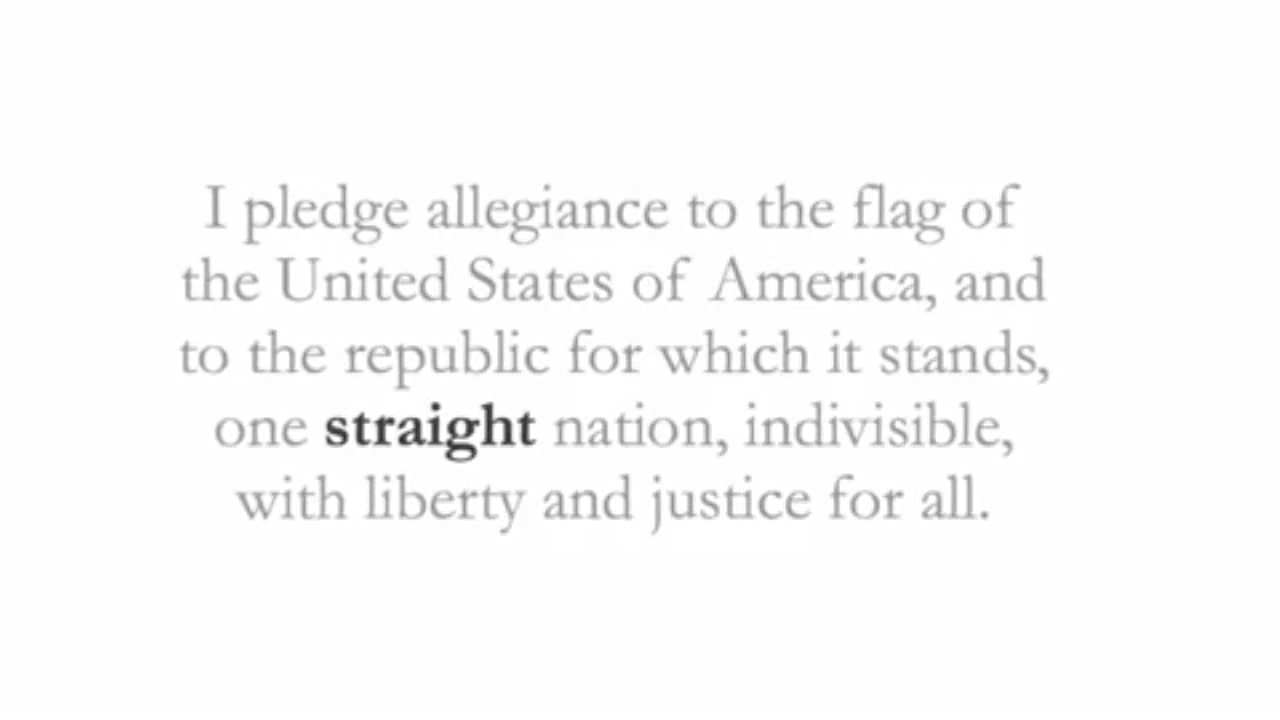 I pledge allegiance to the flag of
the United States of America, and
to the republic for which it stands,
one straight nation, indivisible,
with liberty and justice for all.